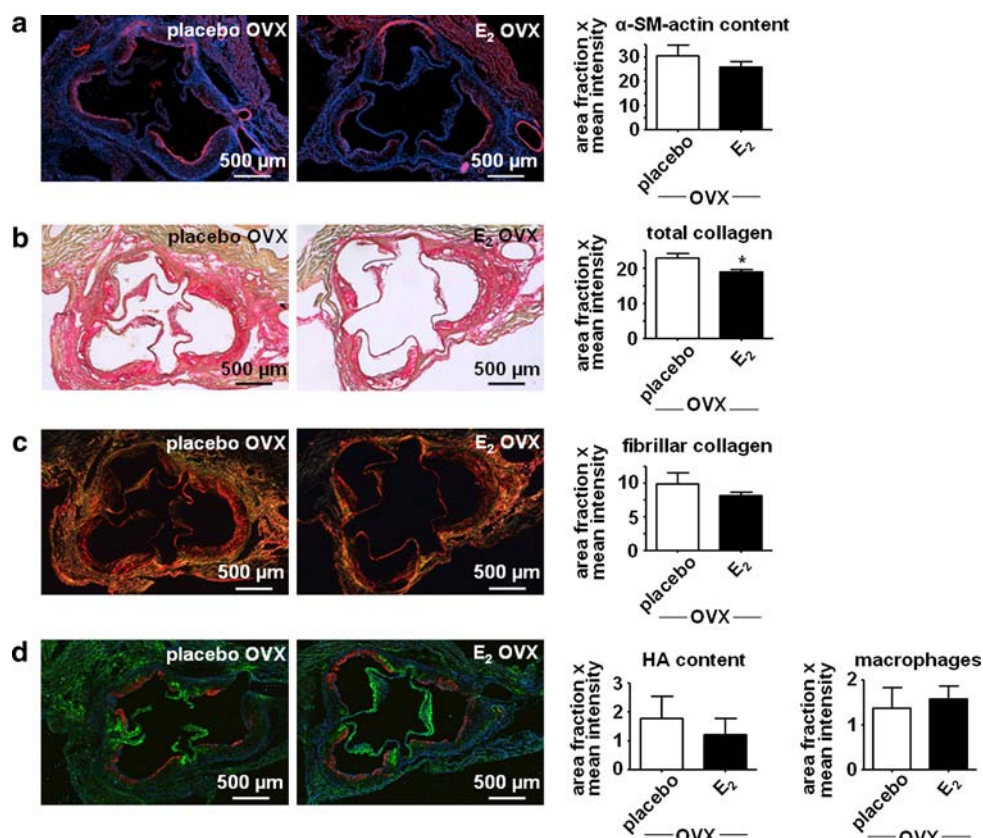 a
placebo OVX
500 µm
E₂ OVX
500 µm
α-SM-actin content
area fraction x
mean intensity
30
20
10
0
placebo
E₂
OVX
b
placebo OVX
500 µm
E₂ OVX
500 µm
total collagen
area fraction x
mean intensity
20
10
0
*
placebo
E₂
OVX
c
placebo OVX
500 µm
E₂ OVX
500 µm
fibrillar collagen
area fraction x
mean intensity
10
5
0
placebo
E₂
OVX
d
placebo OVX
500 µm
E₂ OVX
500 µm
HA content
area fraction x
mean intensity
3
2
1
0
placebo
E₂
OVX
macrophages
area fraction x
mean intensity
2
1
0
placebo
E₂
OVX